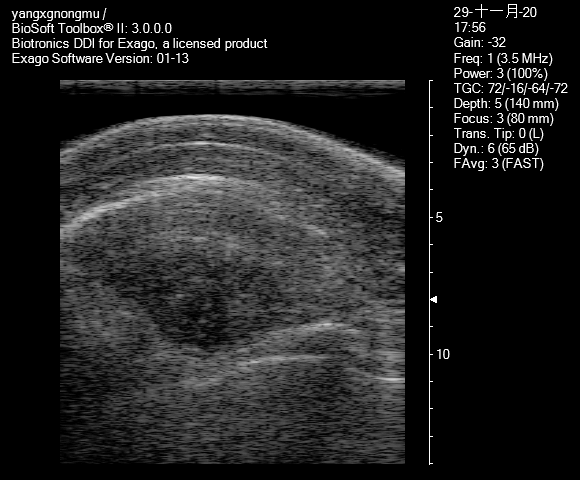 yangxgnongmu /
BioSoft Toolbox® II: 3.0.0.0
Biotronics DDI for Exago, a licensed product
Exago Software Version: 01-13
29-十一月-20
17:56
Gain: -32
Freq: 1 (3.5 MHz)
Power: 3 (100%)
TGC: 72/-16/-64/-72
Depth: 5 (140 mm)
Focus: 3 (80 mm)
Trans. Tip: 0 (L)
Dyn.: 6 (65 dB)
FAvg: 3 (FAST)
5
10